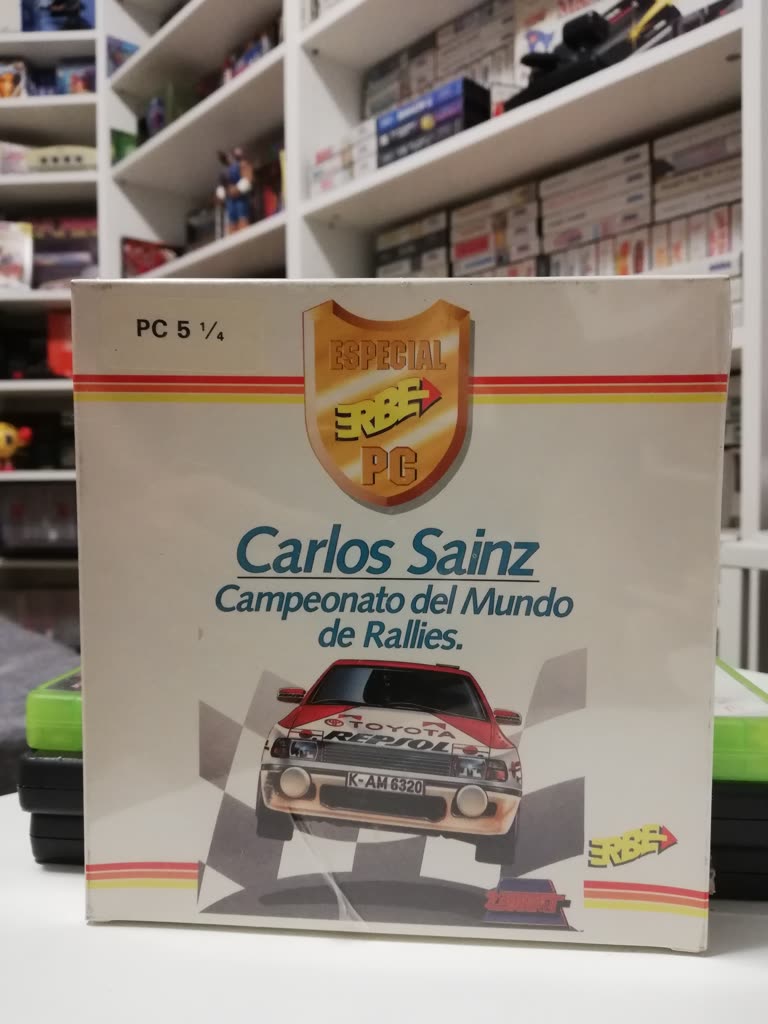 PC 5 ¼
ESPECIAL
ERBE
PC
Carlos Sainz
Campeonato del Mundo
de Rallies.
TOYOTA
REPSOL
K-AM 6320
ERBE
ZIGURAT